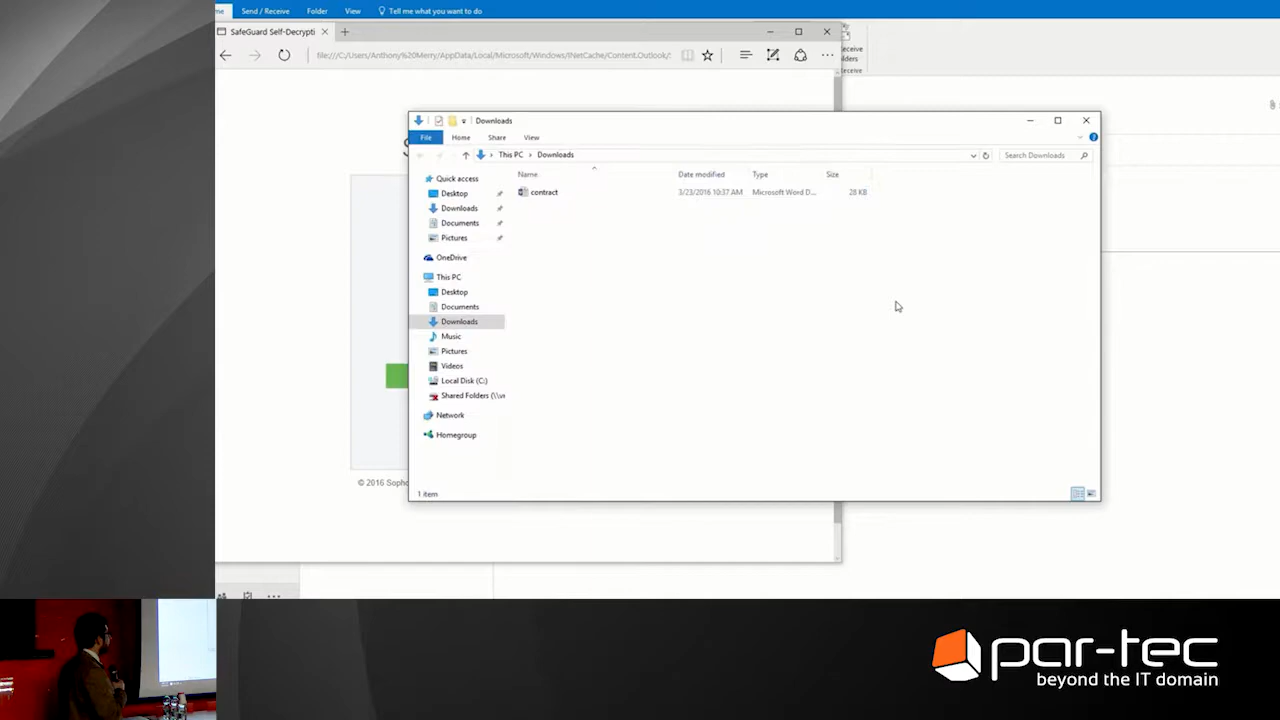 me Send / Receive Folder View Tell me what you want to do
SafeGuard Self-Decrypti
file:///C:/Users/Anthony%20Merry/AppData/Local/Microsoft/Windows/INetCache/Content.Outlook/
Receive
Receive
Downloads
File Home Share View
This PC > Downloads
Search Downloads
Name Date modified Type Size
contract 3/23/2016 10:37 AM Microsoft Word D... 28 KB
Quick access
Desktop
Downloads
Documents
Pictures
OneDrive
This PC
Desktop
Documents
Downloads
Music
Pictures
Videos
Local Disk (C:)
Shared Folders (\\v
Network
Homegroup
© 2016 Sopho
1 item
par-tec
beyond the IT domain